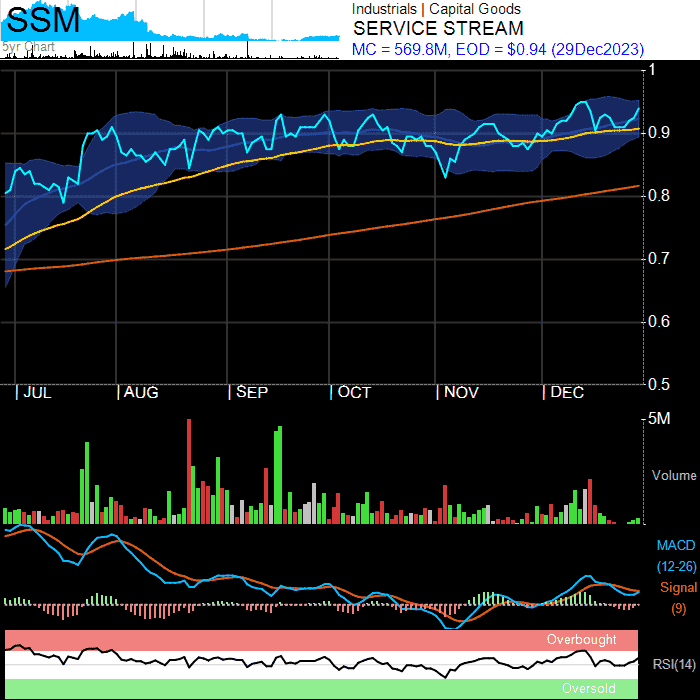 SSM
5yr Chart
Industrials | Capital Goods
SERVICE STREAM
MC = 569.8M, EOD = $0.94 (29Dec2023)
1
0.9
0.8
0.7
0.6
0.5
JUL AUG SEP OCT NOV DEC
5M
Volume
MACD
(12-26)
Signal
(9)
Overbought
RSI(14)
Oversold